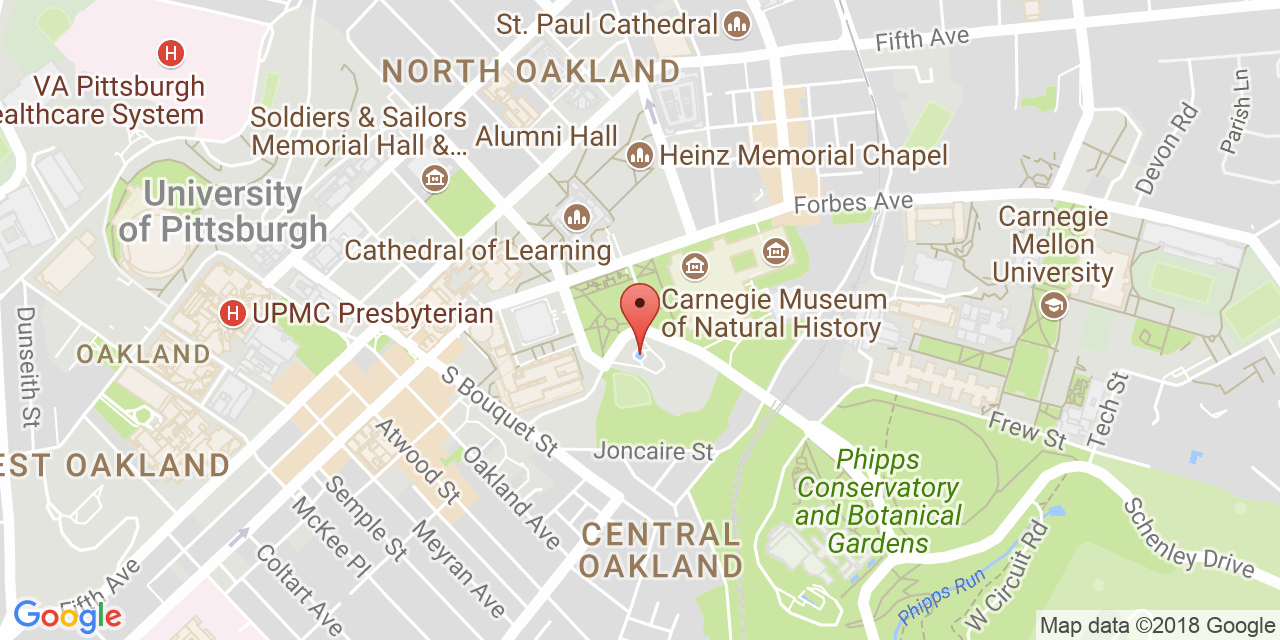 St. Paul Cathedral
Fifth Ave
VA Pittsburgh
ealthcare System
NORTH OAKLAND
Parish Ln
Devon Rd
Soldiers & Sailors
Memorial Hall &...
Alumni Hall
Heinz Memorial Chapel
University
of Pittsburgh
Forbes Ave
Carnegie
Mellon
University
Cathedral of Learning
UPMC Presbyterian
Carnegie Museum
of Natural History
Dunseith St
OAKLAND
S Bouquet St
Tech St
Frew St
Atwood St
Joncaire St
EST OAKLAND
Oakland Ave
Phipps
Conservatory
and Botanical
Gardens
Semple St
McKee Pl
Meyran Ave
CENTRAL
OAKLAND
Schenley Drive
W Circuit Rd
Phipps Run
Coltart Ave
Fifth Ave
Google
Map data ©2018 Google